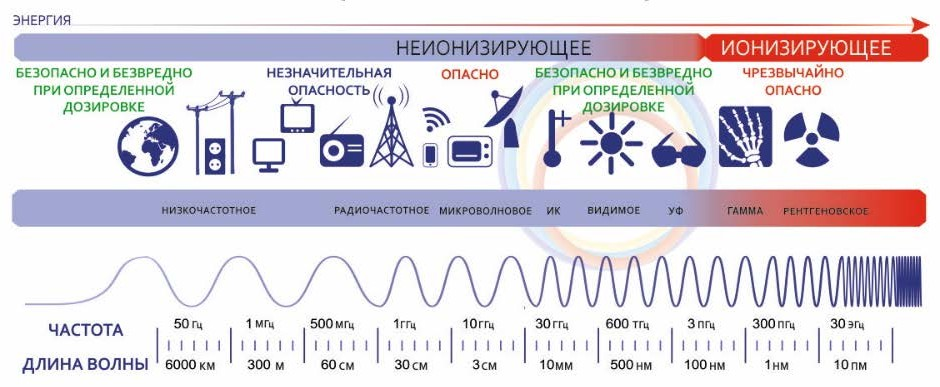 ЭНЕРГИЯ
НЕИОНИЗИРУЮЩЕЕ
ИОНИЗИРУЮЩЕЕ
БЕЗОПАСНО И БЕЗВРЕДНО
ПРИ ОПРЕДЕЛЕННОЙ
ДОЗИРОВКЕ
НЕЗНАЧИТЕЛЬНАЯ
ОПАСНОСТЬ
ОПАСНО
БЕЗОПАСНО И БЕЗВРЕДНО
ПРИ ОПРЕДЕЛЕННОЙ
ДОЗИРОВКЕ
ЧРЕЗВЫЧАЙНО
ОПАСНО
НИЗКОЧАСТОТНОЕ РАДИОЧАСТОТНОЕ МИКРОВОЛНОВОЕ ИК ВИДИМОЕ УФ ГАММА РЕНТГЕНОВСКОЕ
ЧАСТОТА 50 ГЦ 1 МГЦ 500 МГЦ 1 ГГЦ 10 ГГЦ 30 ГГЦ 600 ТГЦ 3 ПГЦ 300 ПГЦ 30 ЭГЦ
ДЛИНА ВОЛНЫ 6000 КМ 300 М 60 СМ 30 СМ 3 СМ 10ММ 500 НМ 100 НМ 1 НМ 10 ПМ